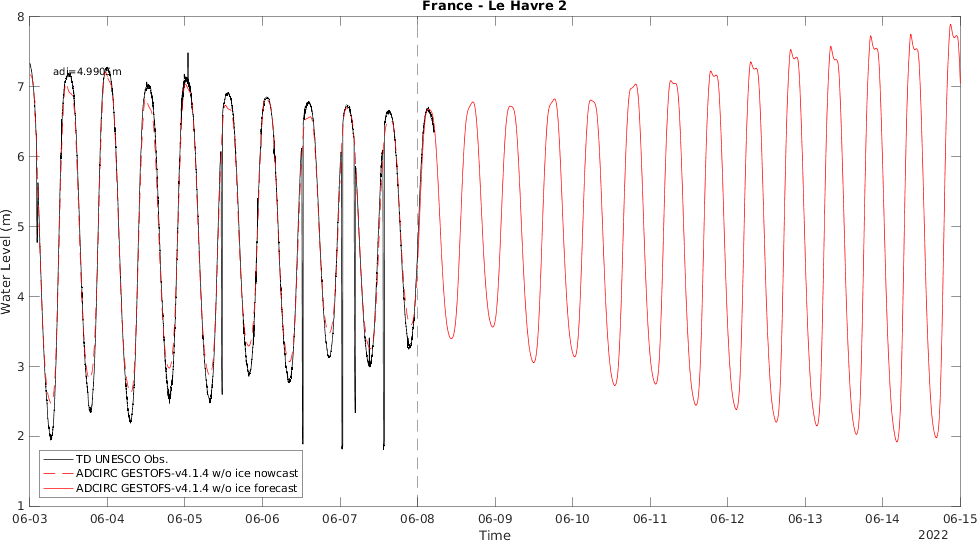 France - Le Havre 2
8
7
6
5
4
3
2
1
Water Level (m)
TD UNESCO Obs.
ADCIRC GESTOFS-v4.1.4 w/o ice nowcast
ADCIRC GESTOFS-v4.1.4 w/o ice forecast
06-03 06-04 06-05 06-06 06-07 06-08 06-09 06-10 06-11 06-12 06-13 06-14 06-15
Time
2022